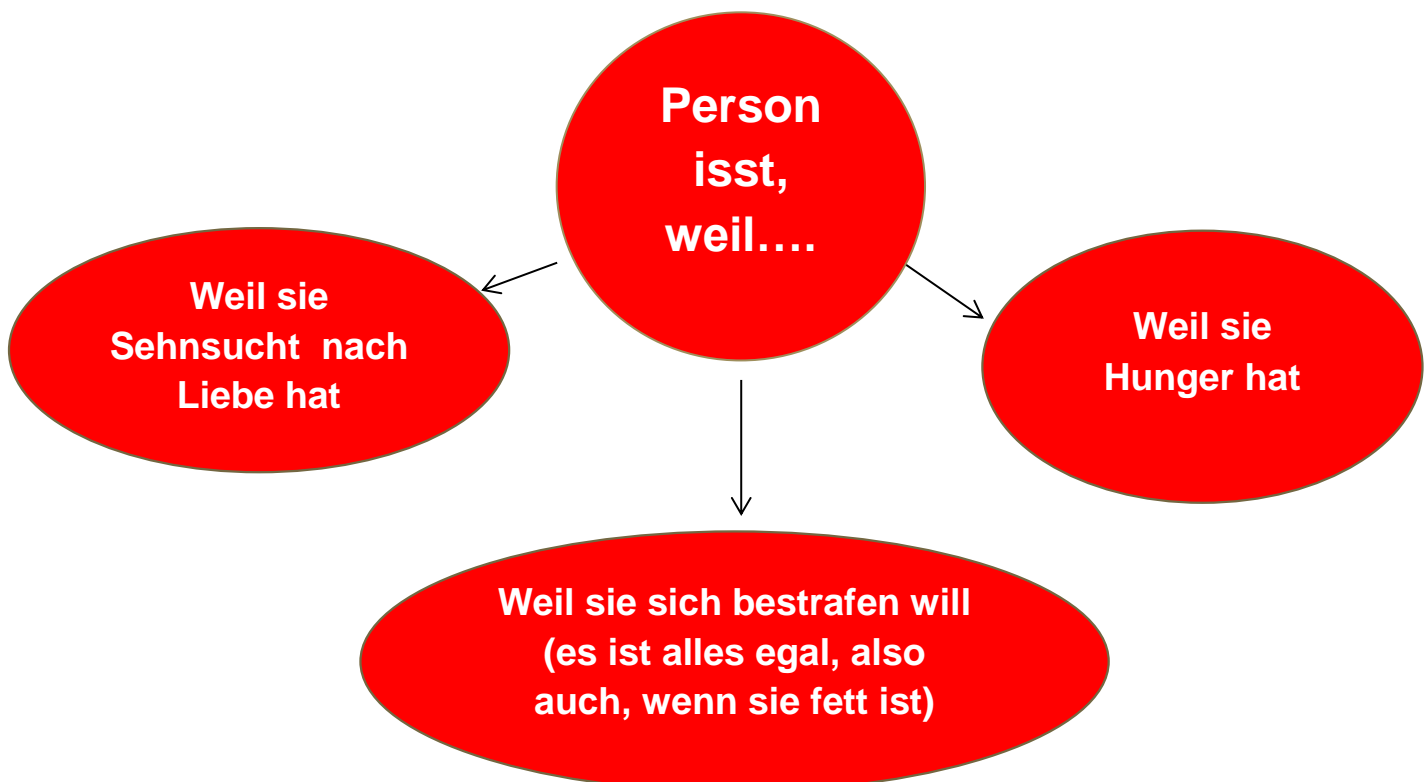 Person
isst,
weil….
Weil sie
Sehnsucht  nach
Liebe hat
Weil sie
Hunger hat
Weil sie sich bestrafen will
(es ist alles egal, also
auch, wenn sie fett ist)